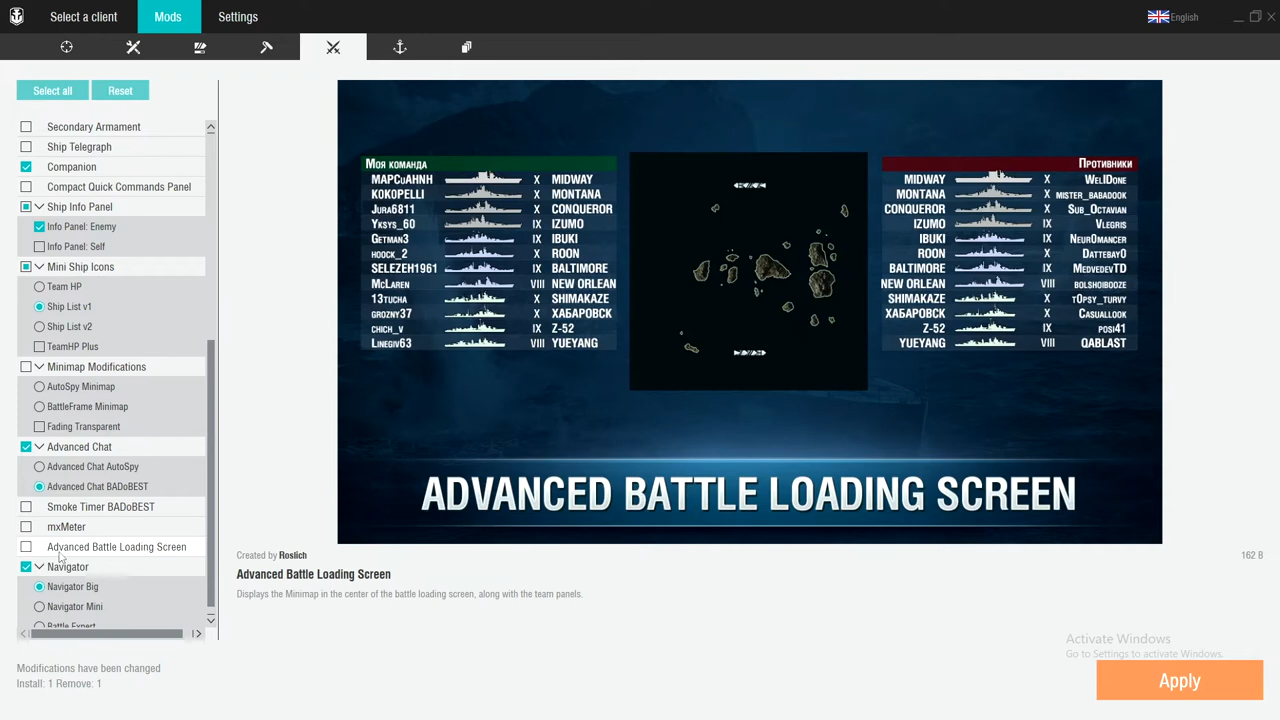 Select a client
Mods
Settings
English
Select all
Reset
Secondary Armament
Ship Telegraph
Companion
Compact Quick Commands Panel
Ship Info Panel
Info Panel: Enemy
Info Panel: Self
Mini Ship Icons
Team HP
Ship List v1
Ship List v2
TeamHP Plus
Minimap Modifications
AutoSpy Minimap
BattleFrame Minimap
Fading Transparent
Advanced Chat
Advanced Chat AutoSpy
Advanced Chat BADoBEST
Smoke Timer BADoBEST
mxMeter
Advanced Battle Loading Screen
Navigator
Navigator Big
Navigator Mini
Battle Expert
Modifications have been changed
Install: 1 Remove: 1
Моя команда
МАРСиАНИН X MIDWAY
KOKOPELLI X MONTANA
Jura6811 X CONQUEROR
Yksys_60 IX IZUMO
Getman3 IX IBUKI
hoock_2 X ROON
SELEZEH1961 IX BALTIMORE
McLaren VIII NEW ORLEAN
13tucha X SHIMAKAZE
grozny37 X ХАБАРОВСК
chich_v IX Z-52
Linegiv63 VIII YUEYANG
Противники
MIDWAY X WelIDone
MONTANA X mister_babadook
CONQUEROR X Sub_Octavian
IZUMO IX Vlegris
IBUKI IX Neur0mancer
ROON X Dattebay0
BALTIMORE IX MedvedevTD
NEW ORLEAN VIII bolshoibooze
SHIMAKAZE X t0psy_turvy
ХАБАРОВСК X Casuallook
Z-52 IX posi41
YUEYANG VIII QABLAST
ADVANCED BATTLE LOADING SCREEN
Created by Roslich
162 B
Advanced Battle Loading Screen
Displays the Minimap in the center of the battle loading screen, along with the team panels.
Activate Windows
Go to Settings to activate Windows.
Apply